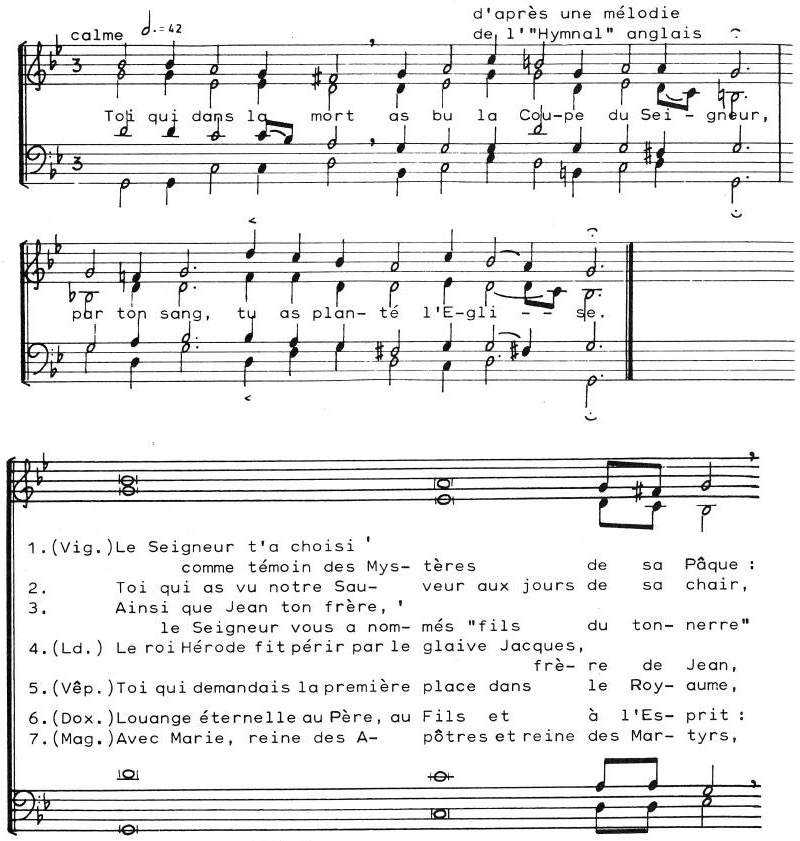 d'après une mélodie
calme ♩.=42 de l'"Hymnal" anglais
3
Toi qui dans la mort as bu la Cou-pe du Sei - gneur,
3
par ton sang, tu as plan- té l'E-gli - - se.
1.(Vig.)Le Seigneur t'a choisi '
comme témoin des Mys- tères de sa Pâque :
2. Toi qui as vu notre Sau- veur aux jours de sa chair,
3. Ainsi que Jean ton frère, '
le Seigneur vous a nom- més "fils du ton- nerre"
4.(Ld.) Le roi Hérode fit périr par le glaive Jacques,
frè- re de Jean,
5.(Vêp.)Toi qui demandais la première place dans le Roy- aume,
6.(Dox.)Louange éternelle au Père, au Fils et à l'Es- prit :
7.(Mag.)Avec Marie, reine des A- pôtres et reine des Mar- tyrs,